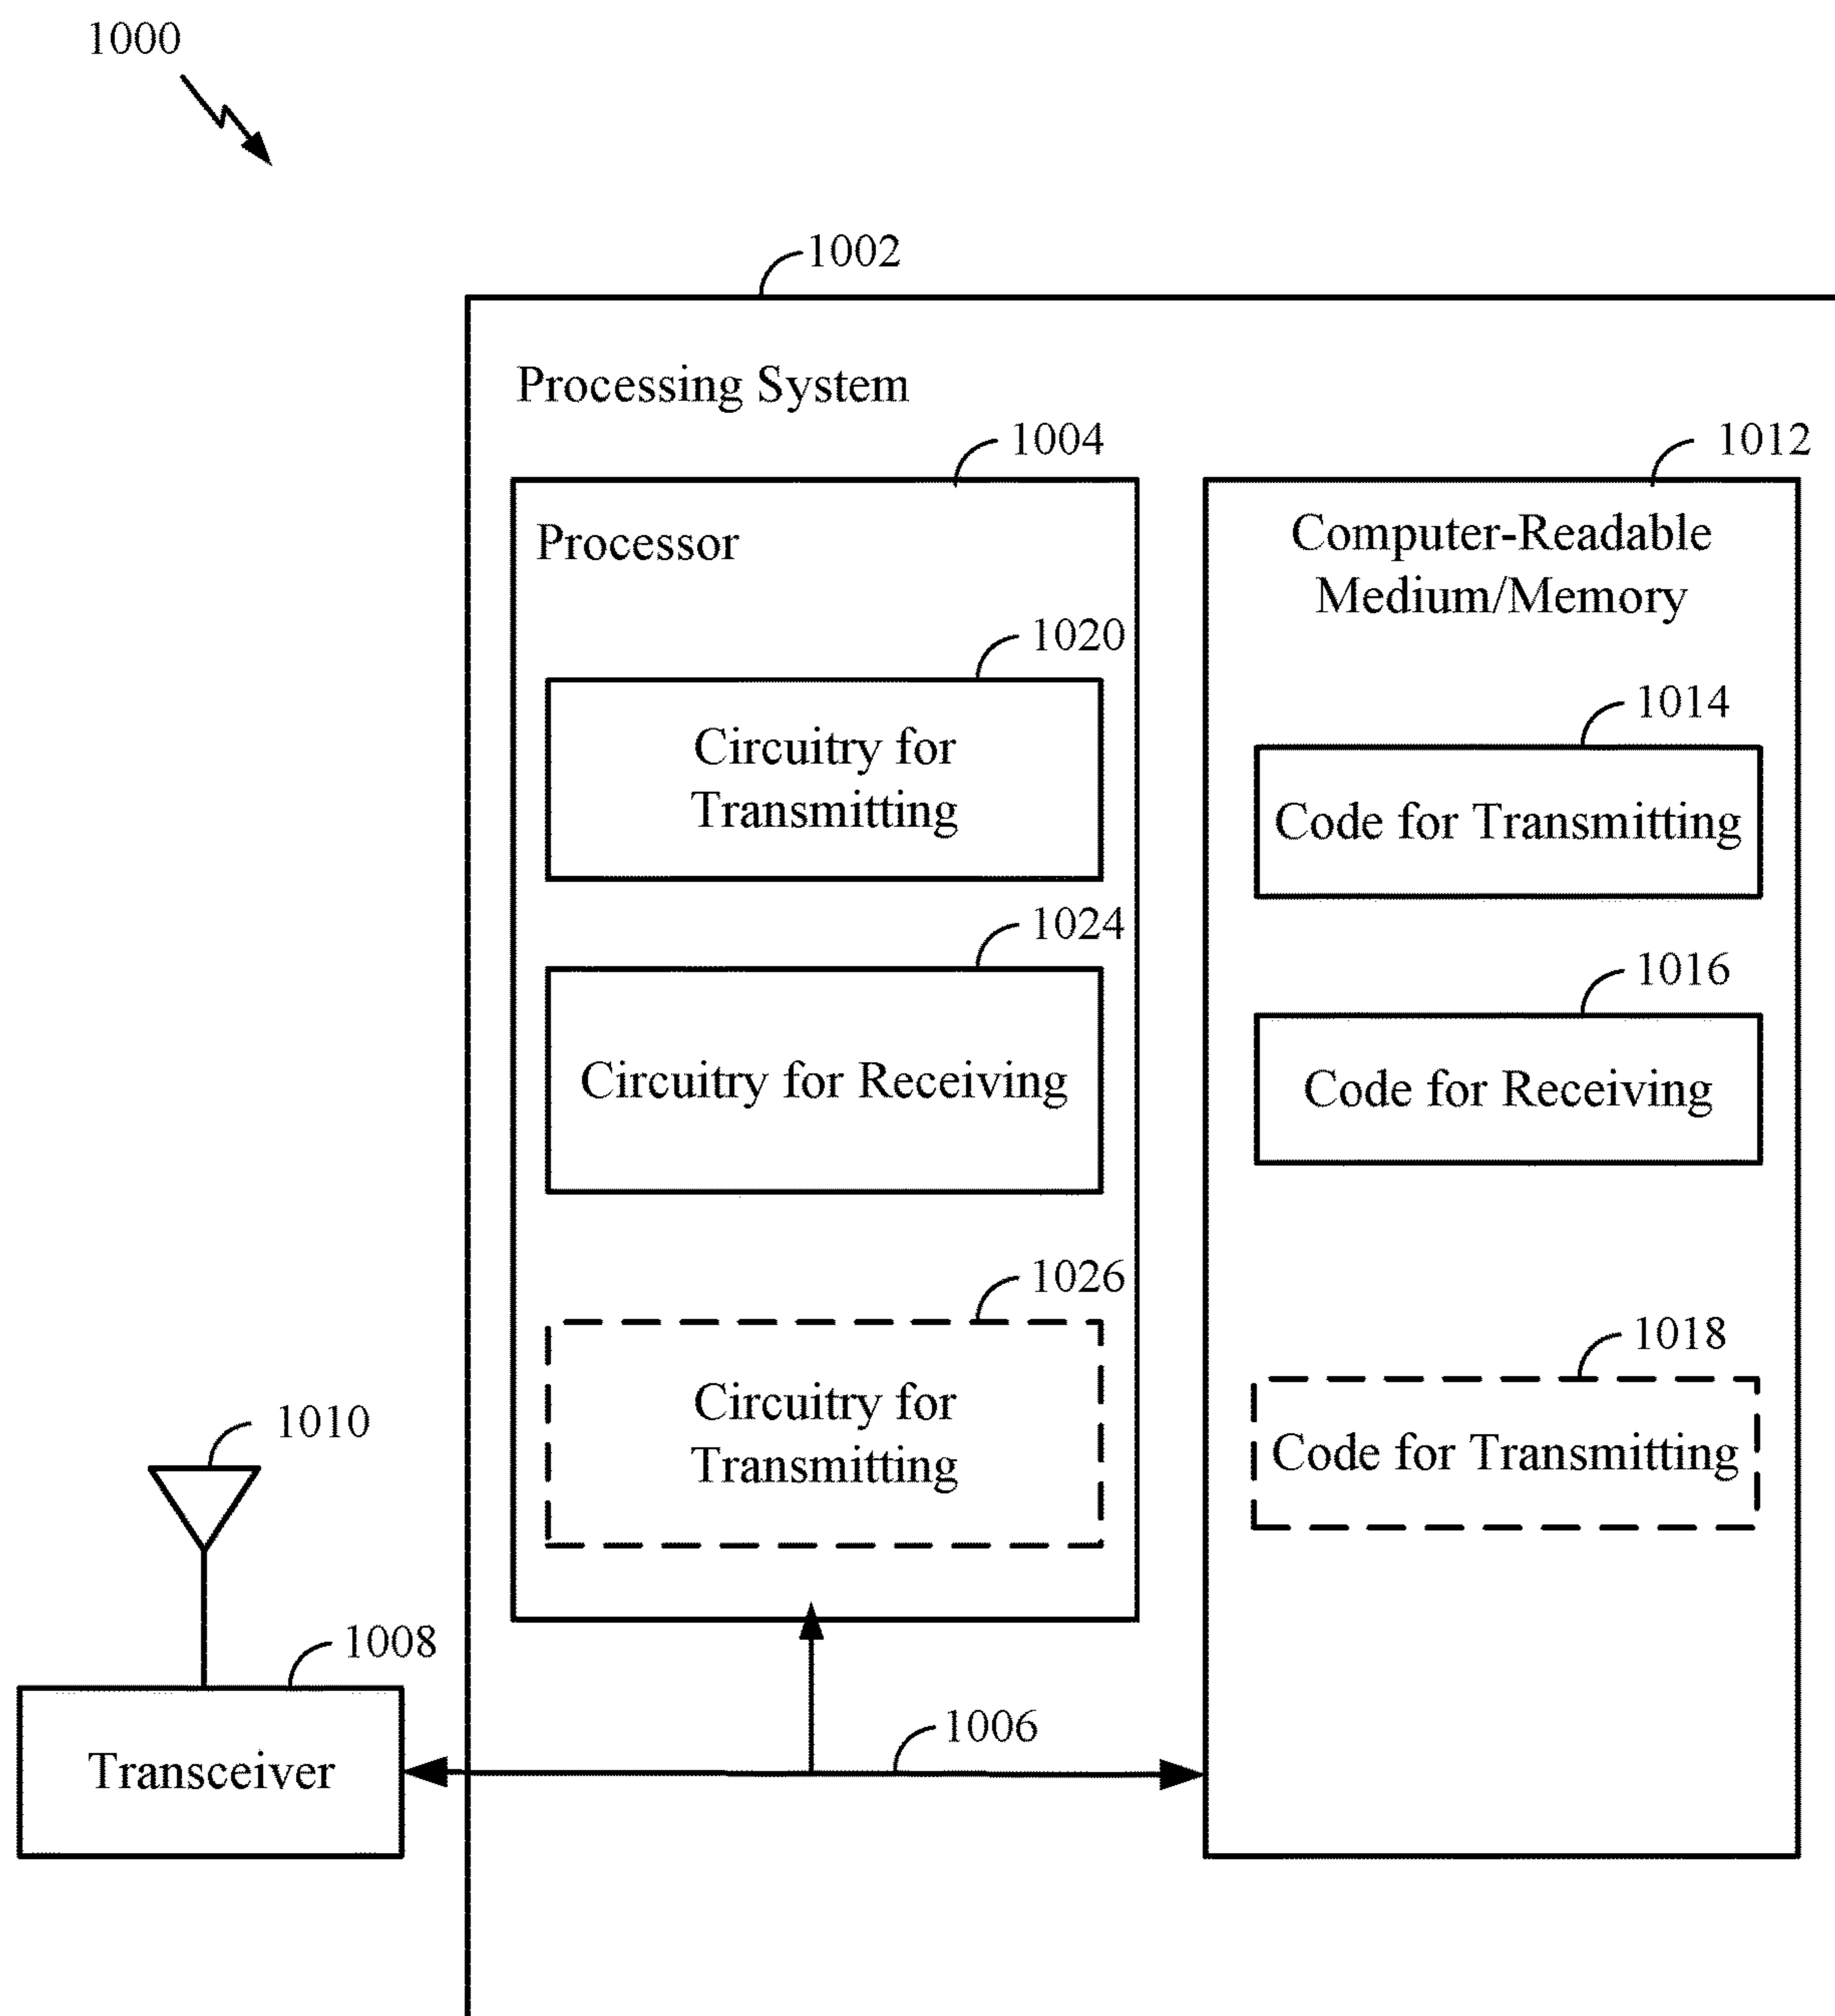 1000
1002
Processing System
1004
Processor
1020
Circuitry for
Transmitting
1024
Circuitry for Receiving
1026
Circuitry for
Transmitting
1012
Computer-Readable
Medium/Memory
1014
Code for Transmitting
1016
Code for Receiving
1018
Code for Transmitting
1010
1008
Transceiver
1006